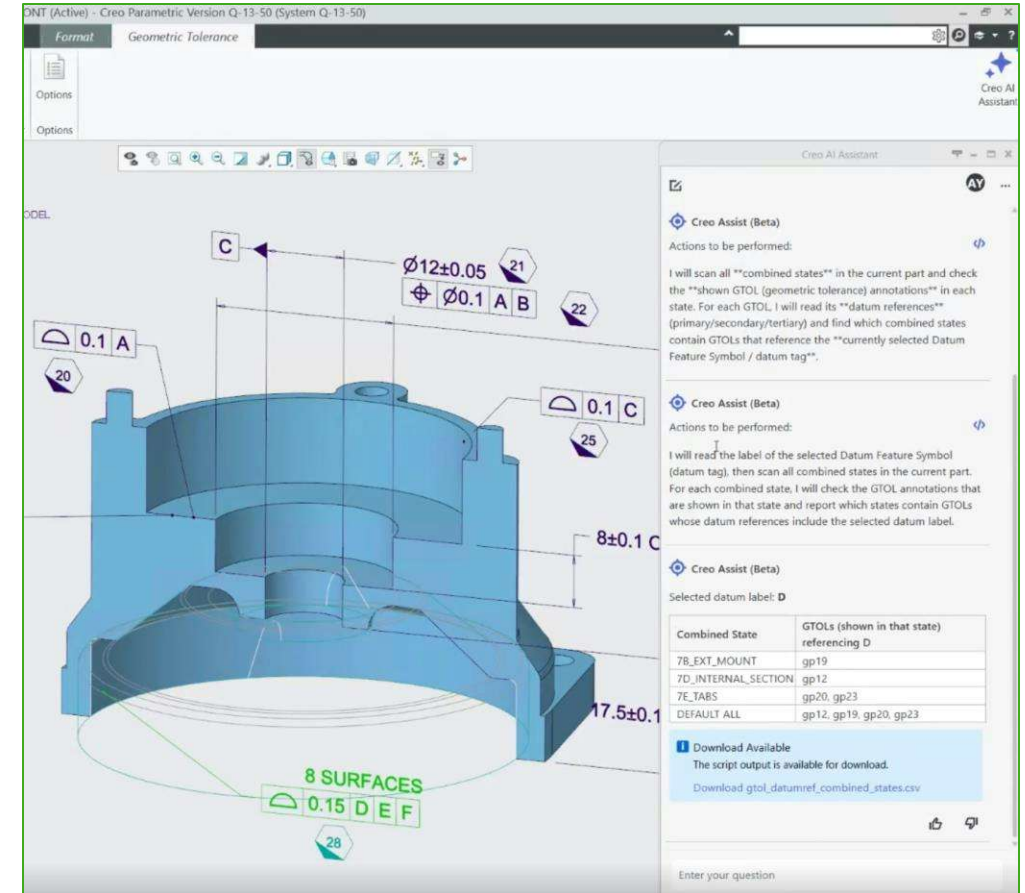 ONT (Active) - Creo Parametric Version Q-13-50 (System Q-13-50)
Format
Geometric Tolerance
?
Options
Options
Creo AI
Assistant
Creo AI Assistant
AY
...
ODEL
Creo Assist (Beta)
Actions to be performed:
</>
I will scan all **combined states** in the current part and check
the **shown GTOL (geometric tolerance) annotations** in each
state. For each GTOL, I will read its **datum references**
(primary/secondary/tertiary) and find which combined states
contain GTOLs that reference the **currently selected Datum
Feature Symbol / datum tag**.
Creo Assist (Beta)
Actions to be performed:
</>
I will read the label of the selected Datum Feature Symbol
(datum tag), then scan all combined states in the current part.
For each combined state, I will check the GTOL annotations that
are shown in that state and report which states contain GTOLs
whose datum references include the selected datum label.
Creo Assist (Beta)
Selected datum label: D
Combined State
GTOLs (shown in that state)
referencing D
7B_EXT_MOUNT gp19
7D_INTERNAL_SECTION gp12
7E_TABS gp20, gp23
DEFAULT ALL gp12, gp19, gp20, gp23
Download Available
The script output is available for download.
Download gtol_datumref_combined_states.csv
Enter your question
C
Ø12±0.05
21
⌖ Ø0.1 A B
22
⌓ 0.1 A
20
⌓ 0.1 C
25
8±0.1 C
17.5±0.1
8 SURFACES
⌓ 0.15 D E F
28